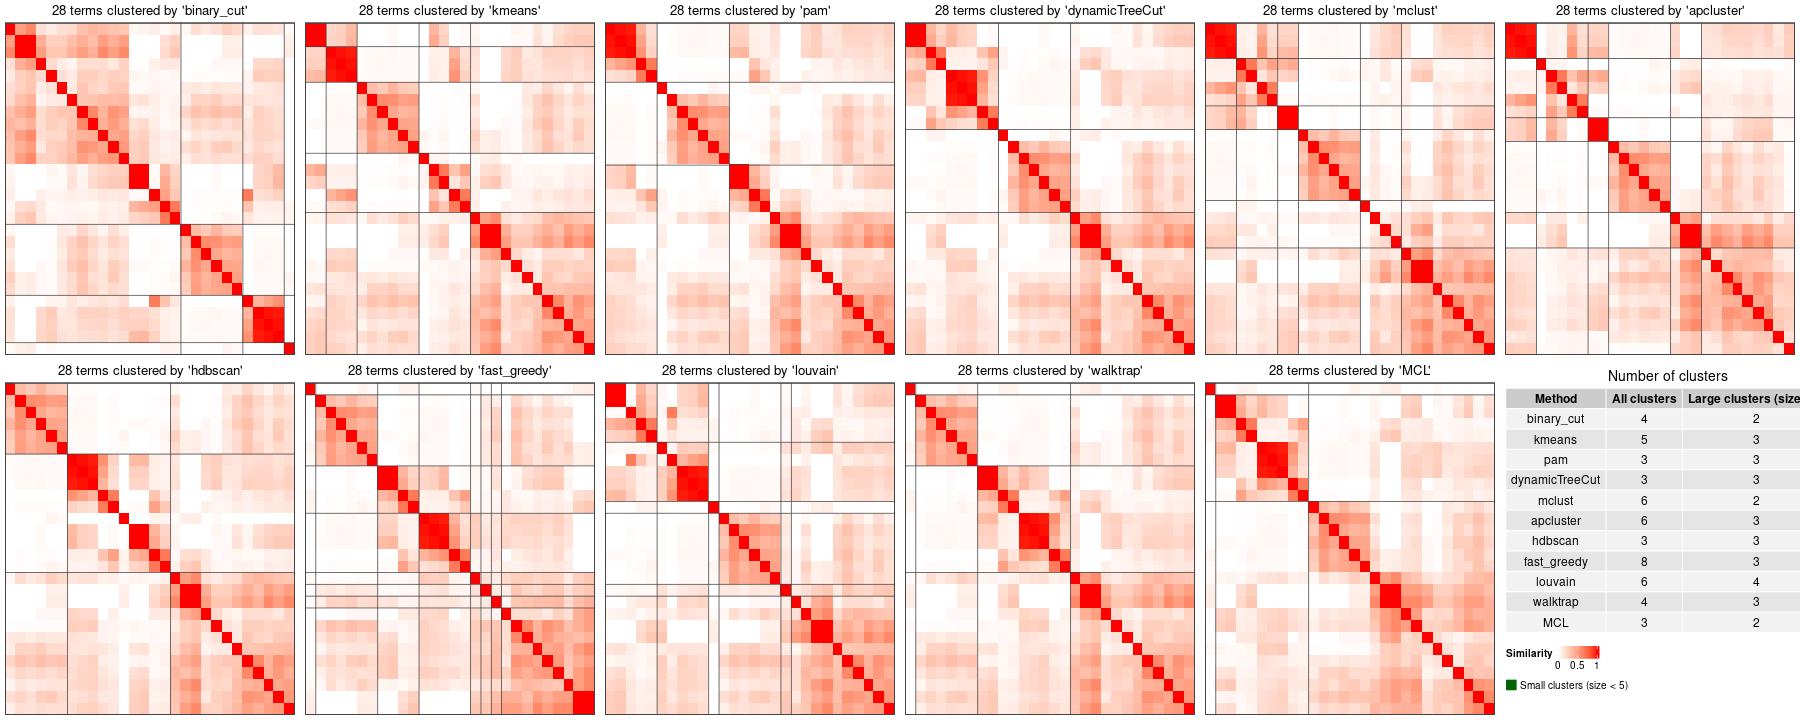 28 terms clustered by 'binary_cut'
28 terms clustered by 'kmeans'
28 terms clustered by 'pam'
28 terms clustered by 'dynamicTreeCut'
28 terms clustered by 'mclust'
28 terms clustered by 'apcluster'
28 terms clustered by 'hdbscan'
28 terms clustered by 'fast_greedy'
28 terms clustered by 'louvain'
28 terms clustered by 'walktrap'
28 terms clustered by 'MCL'
Number of clusters
Method All clusters Large clusters (size
binary_cut 4 2
kmeans 5 3
pam 3 3
dynamicTreeCut 3 3
mclust 6 2
apcluster 6 3
hdbscan 3 3
fast_greedy 8 3
louvain 6 4
walktrap 4 3
MCL 3 2
Similarity
0 0.5 1
Small clusters (size < 5)